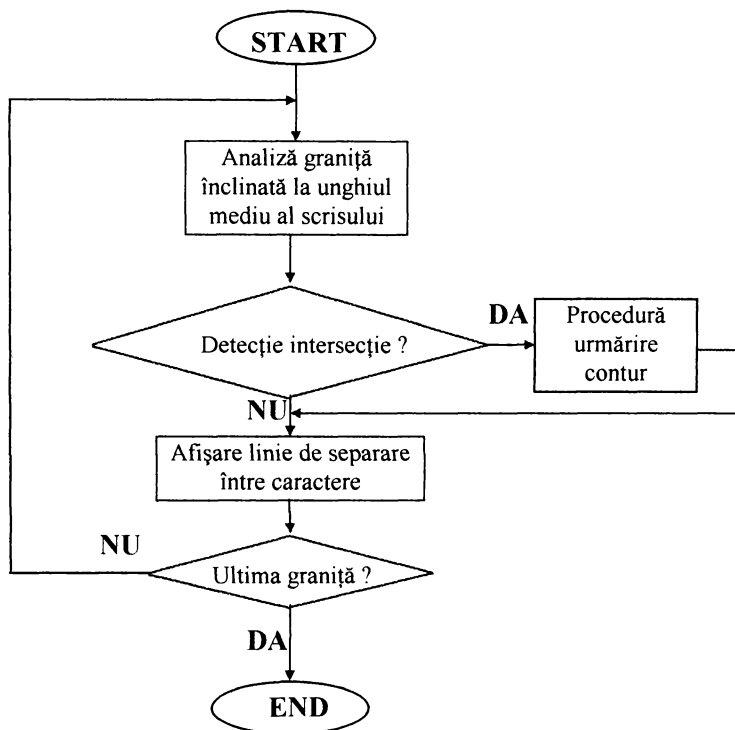 START
Analiză graniță
înclinată la unghiul
mediu al scrisului
Detecție intersecție ?
DA
Procedură
urmărire
contur
NU
Afişare linie de separare
între caractere
NU
Ultima graniță ?
DA
END